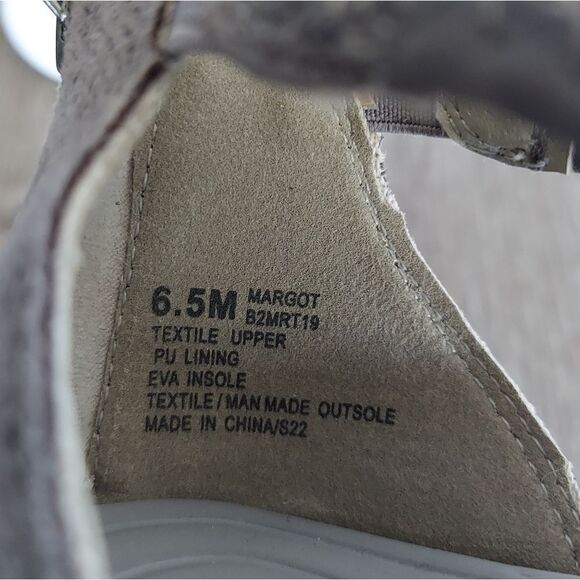 6.5M MARGOT
B2MRT19
TEXTILE UPPER
PU LINING
EVA INSOLE
TEXTILE/MAN MADE OUTSOLE
MADE IN CHINA/S22